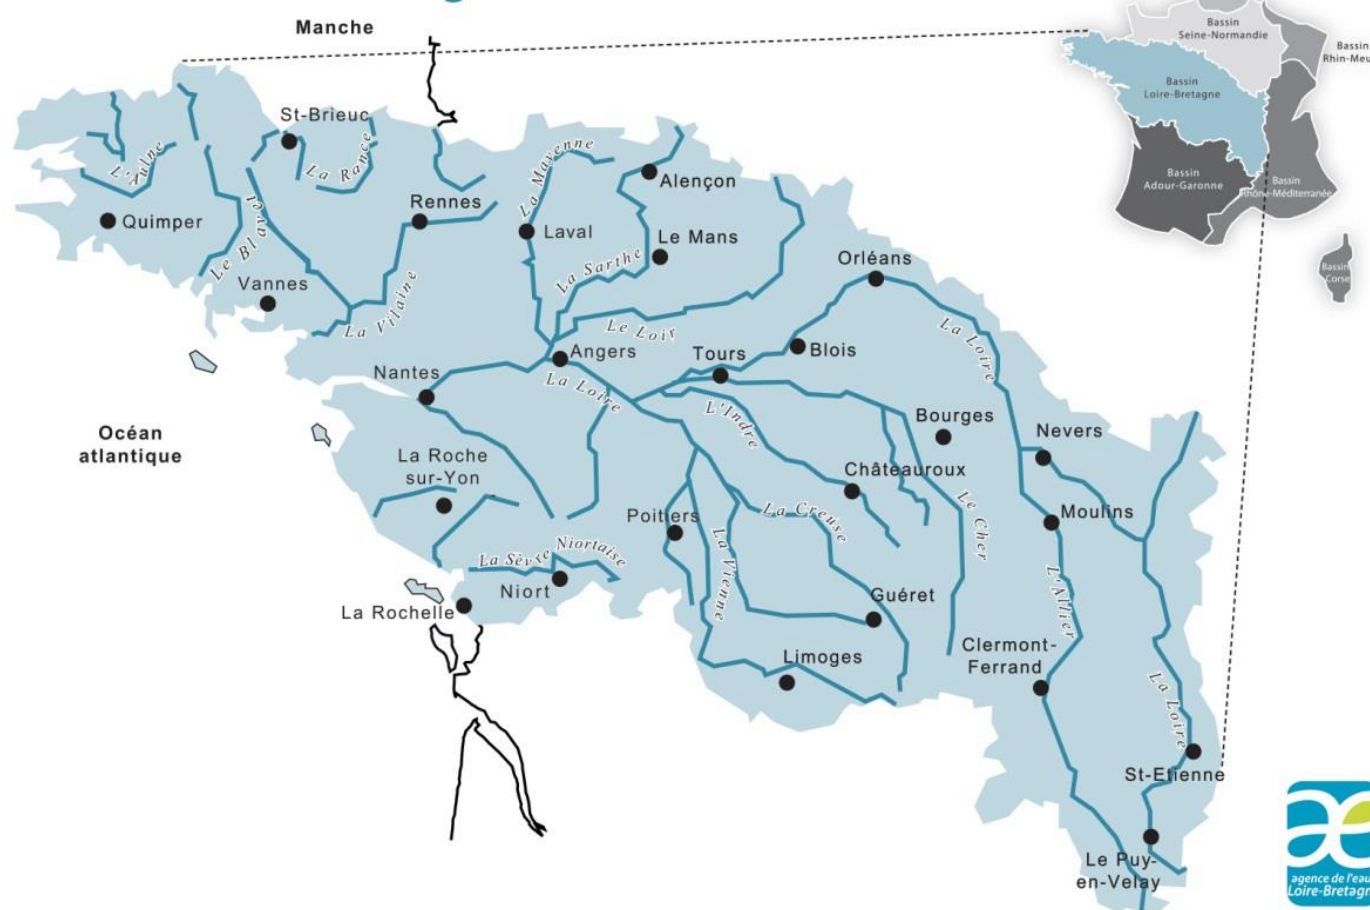 Manche
Bassin
Seine-Normandie
Bassin
Rhin-Meu
Bassin
Loire-Bretagne
Bassin
Adour-Garonne
Bassin
Rhône-Méditerranée
Bassin
Corse
St-Brieuc
L'Aulne
La Rance
La Mayenne
Alençon
Quimper
Le Blavet
Rennes
Laval
Le Mans
La Sarthe
Orléans
Vannes
La Vilaine
Le Loir
La Loire
Nantes
Angers
Tours
Blois
La Loire
L'Indre
Océan
atlantique
La Roche
sur-Yon
Bourges
Nevers
Châteauroux
Poitiers
La Creuse
Le Cher
Moulins
La Sèvre Niortaise
La Vienne
Niort
La Rochelle
Guéret
L'Allier
Limoges
Clermont-
Ferrand
La Loire
St-Etienne
Le Puy-
en-Velay
ae
agence de l'eau
Loire-Bretagn